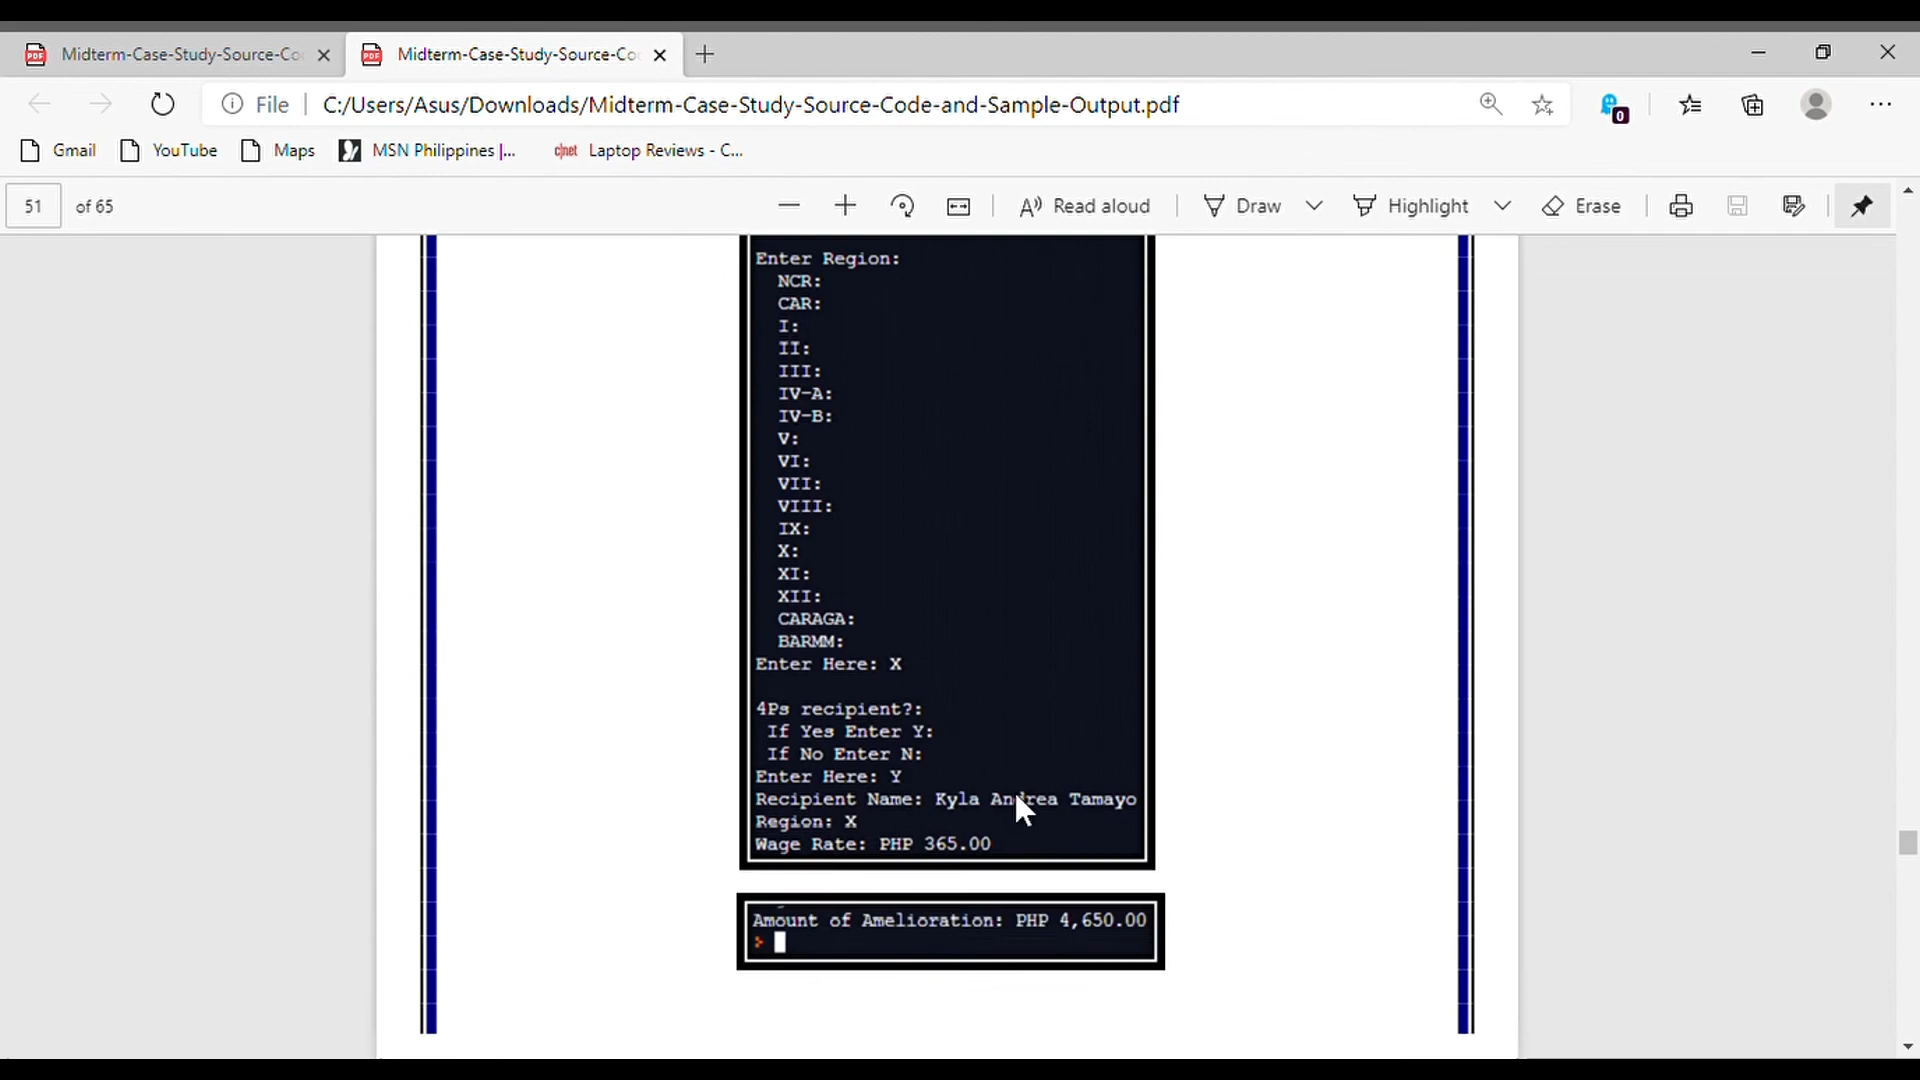 Midterm-Case-Study-Source-Co
Midterm-Case-Study-Source-Co
File
C:/Users/Asus/Downloads/Midterm-Case-Study-Source-Code-and-Sample-Output.pdf
0
Gmail
YouTube
Maps
MSN Philippines |...
c|net Laptop Reviews - C...
51 of 65
Read aloud
Draw
Highlight
Erase
Enter Region:
NCR:
CAR:
I:
II:
III:
IV-A:
IV-B:
V:
VI:
VII:
VIII:
IX:
X:
XI:
XII:
CARAGA:
BARMM:
Enter Here: X
4Ps recipient?:
If Yes Enter Y:
If No Enter N:
Enter Here: Y
Recipient Name: Kyla Andrea Tamayo
Region: X
Wage Rate: PHP 365.00
Amount of Amelioration: PHP 4,650.00
>